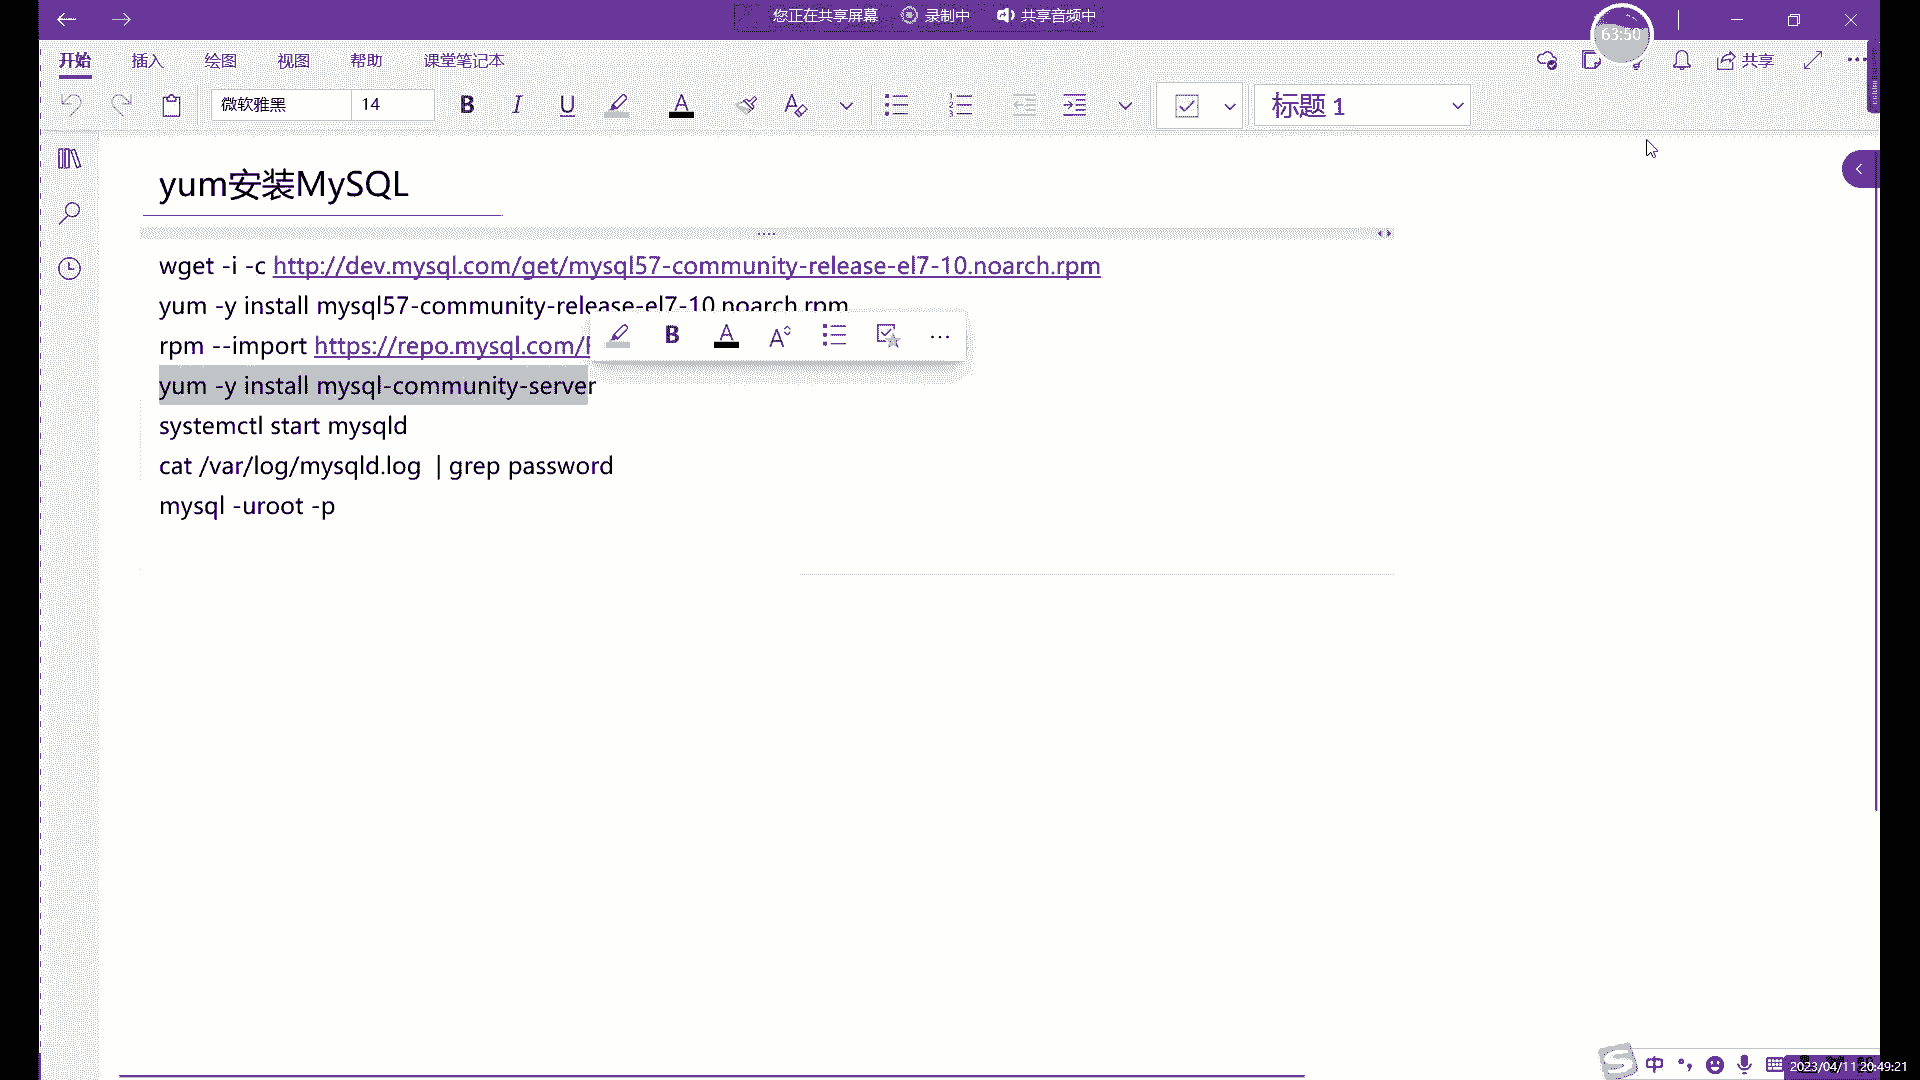 您正在共享屏幕 录制中 共享音频中
63:50
开始 插入 绘图 视图 帮助 课堂笔记本 共享
微软雅黑 14 B I U A 标题 1
yum安装MySQL
wget -i -c http://dev.mysql.com/get/mysql57-community-release-el7-10.noarch.rpm
yum -y install mysql57-community-release-el7-10.noarch.rpm
rpm --import https://repo.mysql.com/
yum -y install mysql-community-server
systemctl start mysqld
cat /var/log/mysqld.log | grep password
mysql -uroot -p
中
2023/04/11 20:49:21